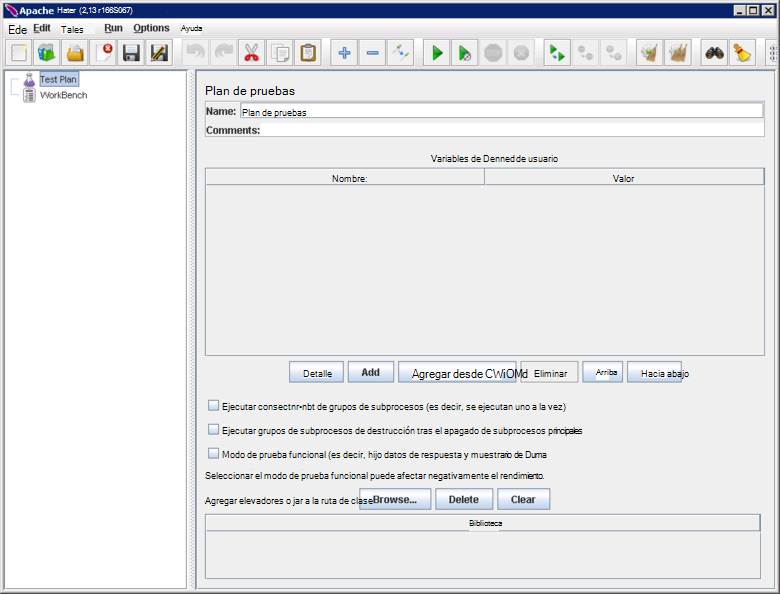 Apache Hater (2,13 r166S067)
Ede Edit Tales Run Options Ayuda
Test Plan
WorkBench
Plan de pruebas
Name: Plan de pruebas
Comments:
Variables de Denned de usuario
Nombre: Valor
Detalle Add Agregar desde CWiOMd Eliminar Arriba Hacia abajo
Ejecutar consectnr•nbt de grupos de subprocesos (es decir, se ejecutan uno a la vez)
Ejecutar grupos de subprocesos de destrucción tras el apagado de subprocesos principales
Modo de prueba funcional (es decir, hijo datos de respuesta y muestrario de Duma
Seleccionar el modo de prueba funcional puede afectar negativamente el rendimiento.
Agregar elevadores o jar a la ruta de clase Browse... Delete Clear
Biblioteca